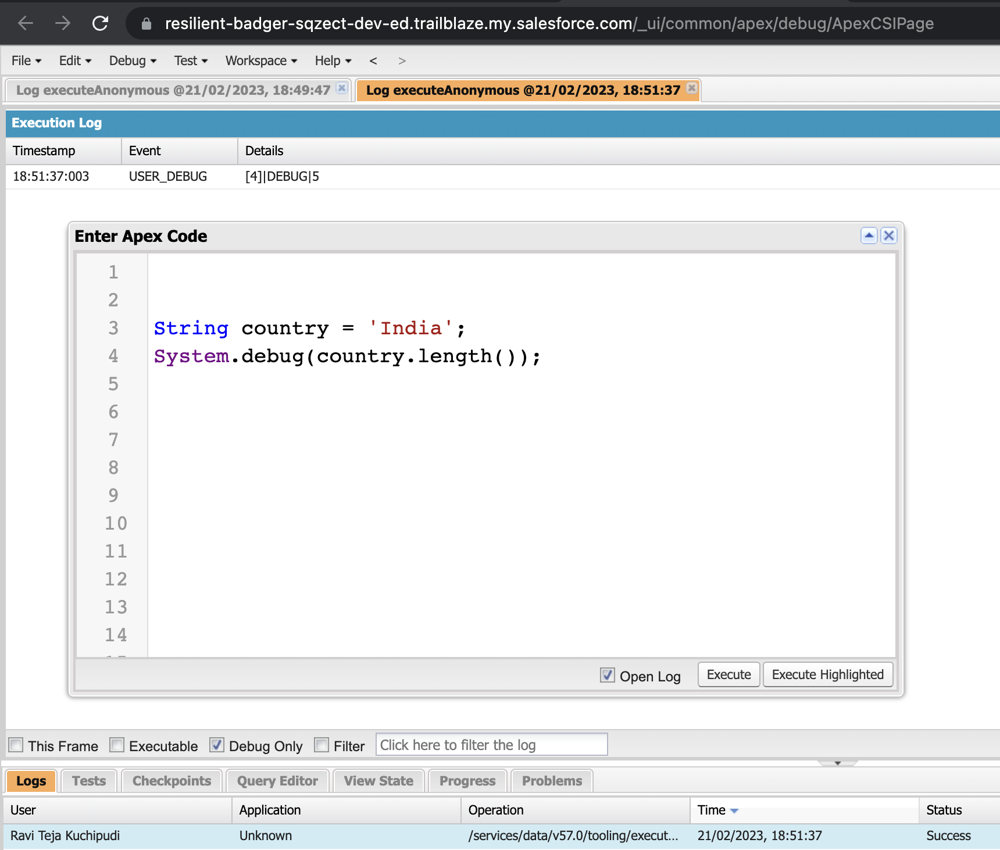 resilient-badger-sqzect-dev-ed.trailblaze.my.salesforce.com/_ui/common/apex/debug/ApexCSIPage
File Edit Debug Test Workspace Help < >
Log executeAnonymous @21/02/2023, 18:49:47 Log executeAnonymous @21/02/2023, 18:51:37
Execution Log
Timestamp Event Details
18:51:37:003 USER_DEBUG [4]|DEBUG|5
Enter Apex Code
1
2
3 String country = 'India';
4 System.debug(country.length());
5
6
7
8
9
10
11
12
13
14
Open Log Execute Execute Highlighted
This Frame Executable Debug Only Filter Click here to filter the log
Logs Tests Checkpoints Query Editor View State Progress Problems
User Application Operation Time Status
Ravi Teja Kuchipudi Unknown /services/data/v57.0/tooling/execut... 21/02/2023, 18:51:37 Success